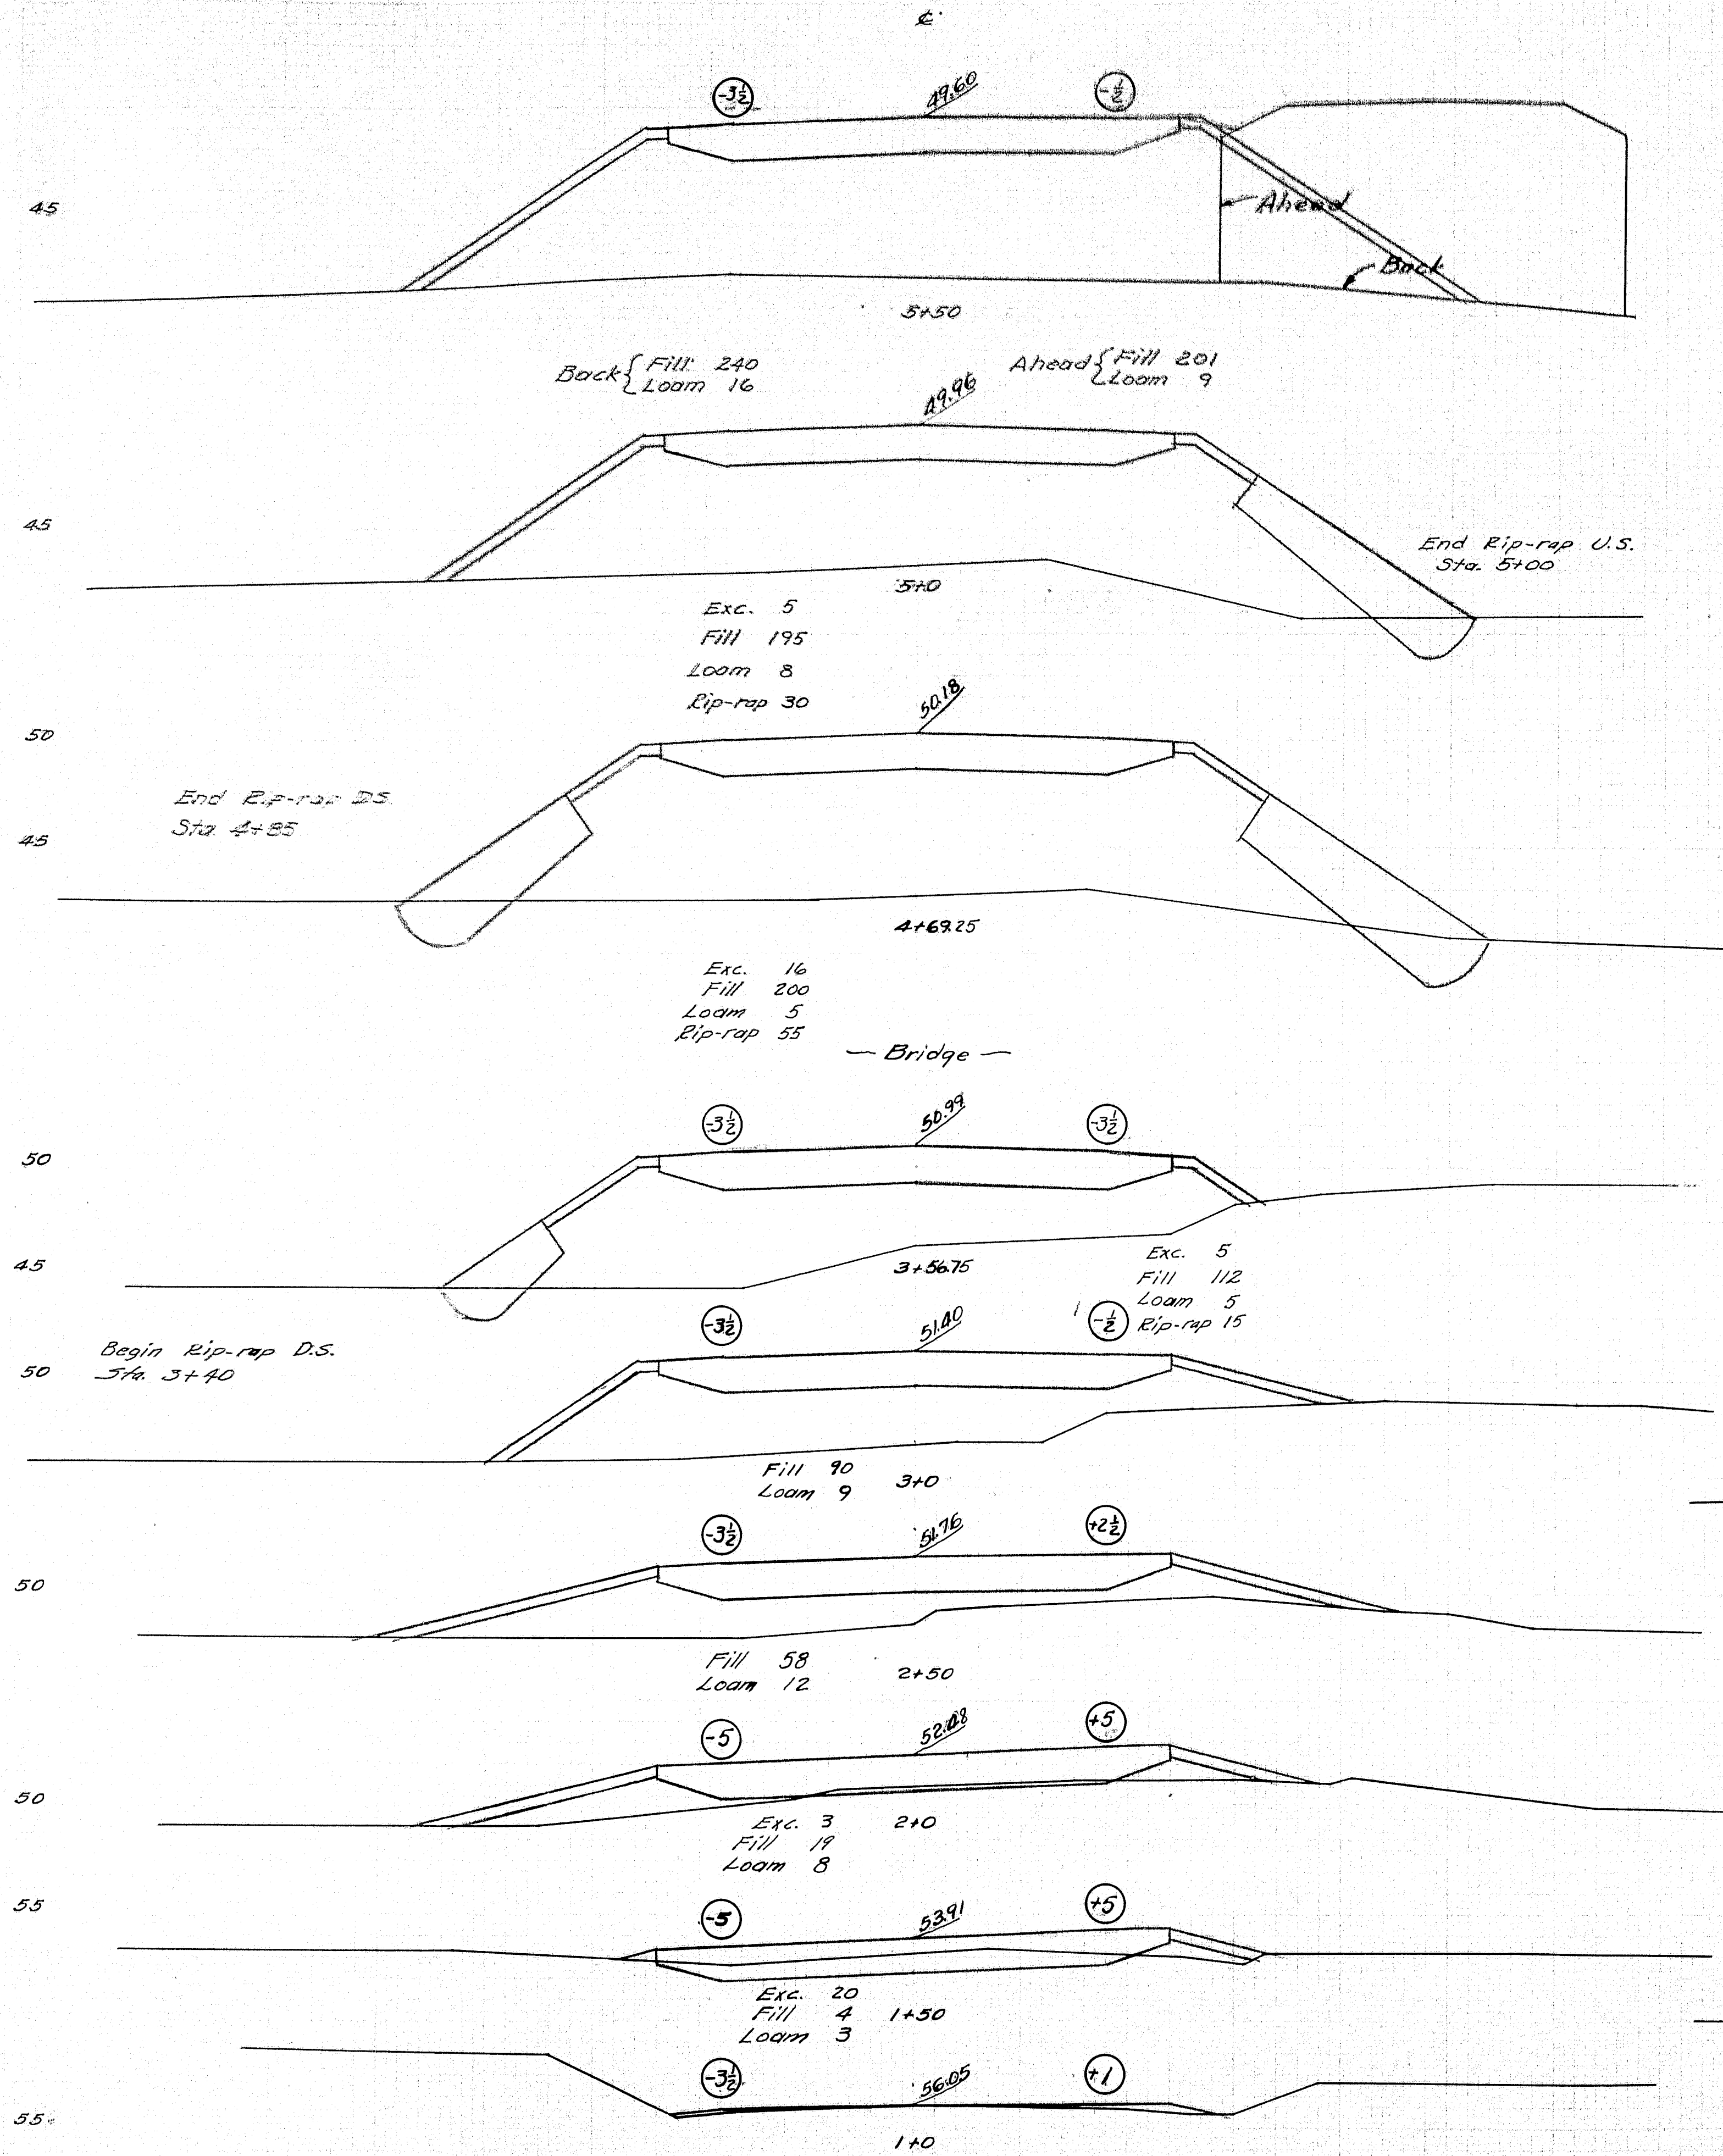 ℄
-3½ 49.60 -½
45
Ahead
Back
5+50
Back { Fill 240
Loam 16
Ahead { Fill 201
Loam 9
49.96
45
End Rip-rap U.S.
Sta. 5+00
5+0
Exc. 5
Fill 195
Loam 8
Rip-rap 30
50.18
50
End Rip-rap D.S.
Sta. 4+85
45
4+69.25
Exc. 16
Fill 200
Loam 5
Rip-rap 55
— Bridge —
-3½ 50.99 -3½
50
45
3+56.75
Exc. 5
Fill 112
Loam 5
Rip-rap 15
-3½ 51.40 -½
Begin Rip-rap D.S.
Sta. 3+40
50
Fill 90
Loam 9
3+0
-3½ 51.76 +2½
50
Fill 58
Loam 12
2+50
-5 52.48 +5
50
Exc. 3
Fill 19
Loam 8
2+0
55
-5 53.91 +5
Exc. 20
Fill 4
Loam 3
1+50
-3½ 56.05 +1
55
1+0